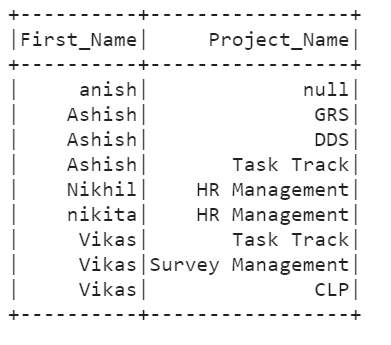 +----------+-----------------+
|First_Name|     Project_Name|
+----------+-----------------+
|     anish|             null|
|    Ashish|              GRS|
|    Ashish|              DDS|
|    Ashish|       Task Track|
|    Nikhil|    HR Management|
|    nikita|    HR Management|
|     Vikas|       Task Track|
|     Vikas|Survey Management|
|     Vikas|              CLP|
+----------+-----------------+